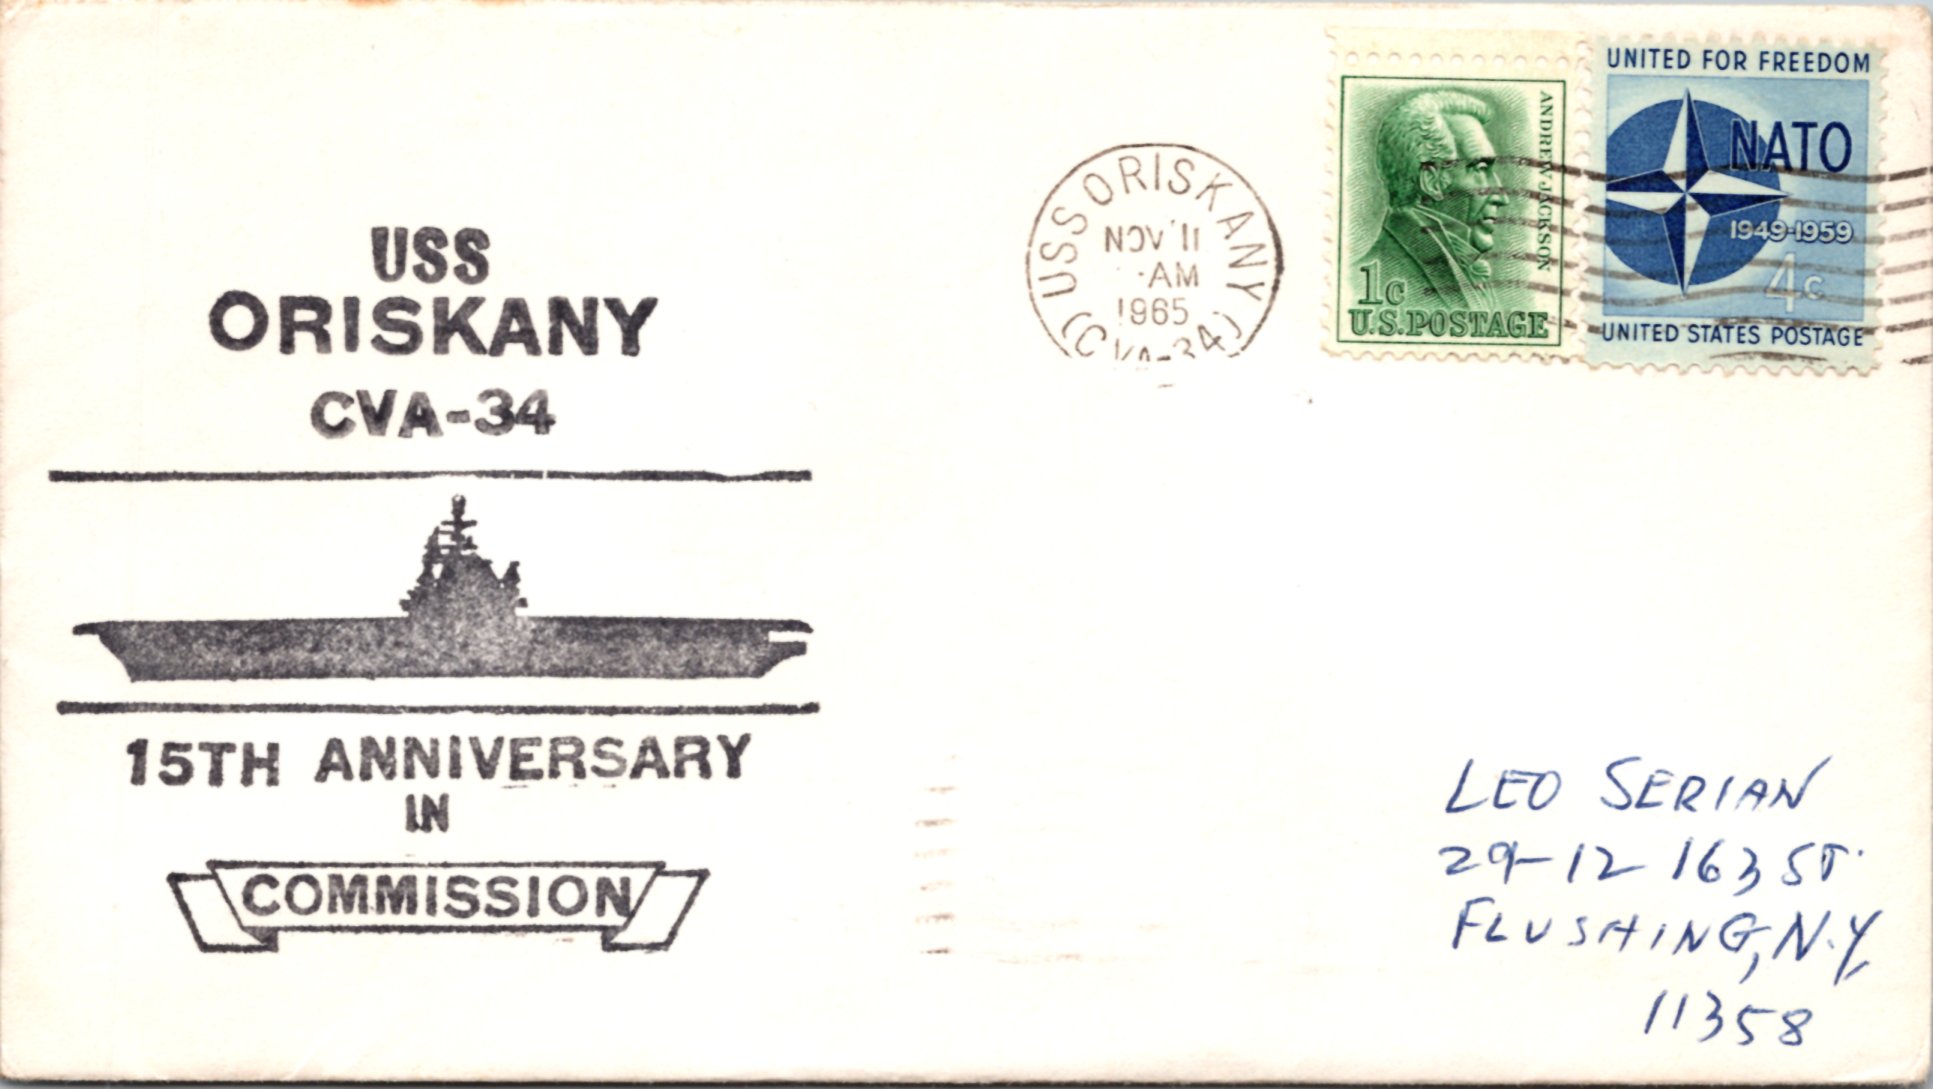 USS
ORISKANY
CVA-34
15TH ANNIVERSARY
IN
COMMISSION
USS ORISKANY
NOV 11
AM
1965
(CVA-34)
ANDREW JACKSON
1c
U.S. POSTAGE
UNITED FOR FREEDOM
NATO
1949-1959
4c
UNITED STATES POSTAGE
LEO SERIAN
29-12 163 ST.
FLUSHING, N.Y.
11358